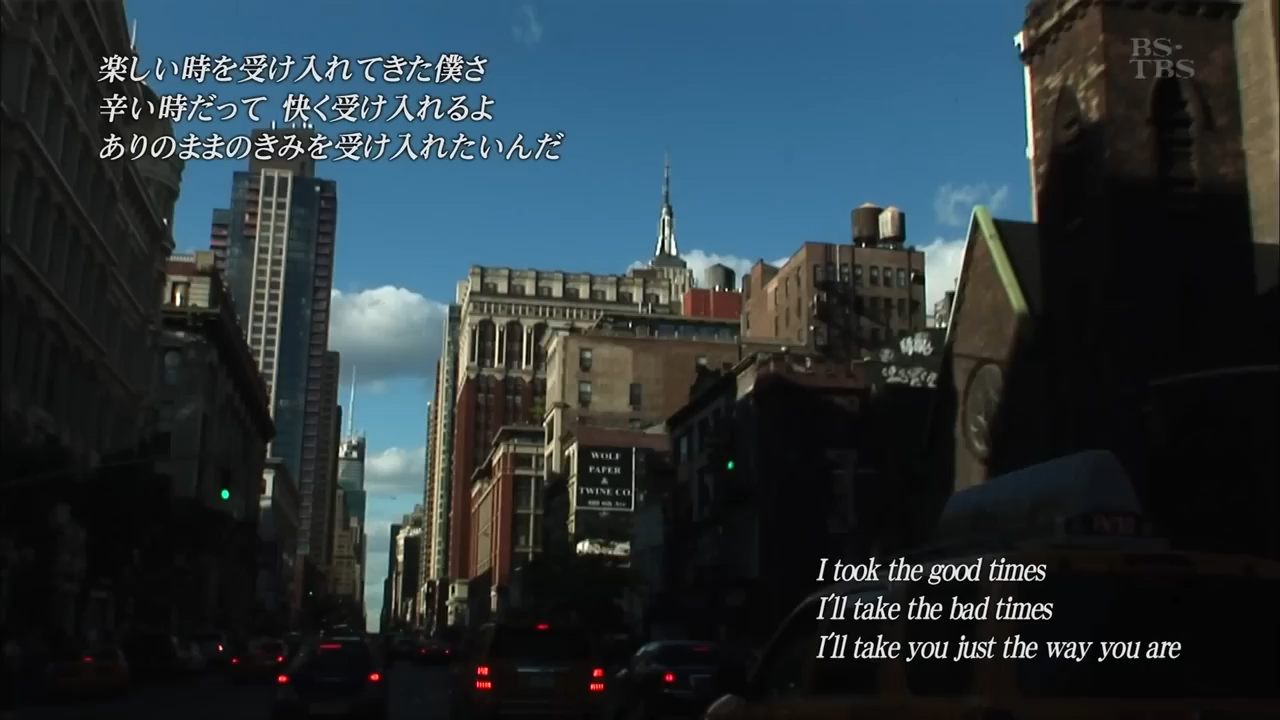 楽しい時を受け入れてきた僕さ
辛い時だって 快く受け入れるよ
ありのままのきみを受け入れたいんだ
BS-
TBS
WOLF
PAPER
&
TWINE CO.
I took the good times
I'll take the bad times
I'll take you just the way you are